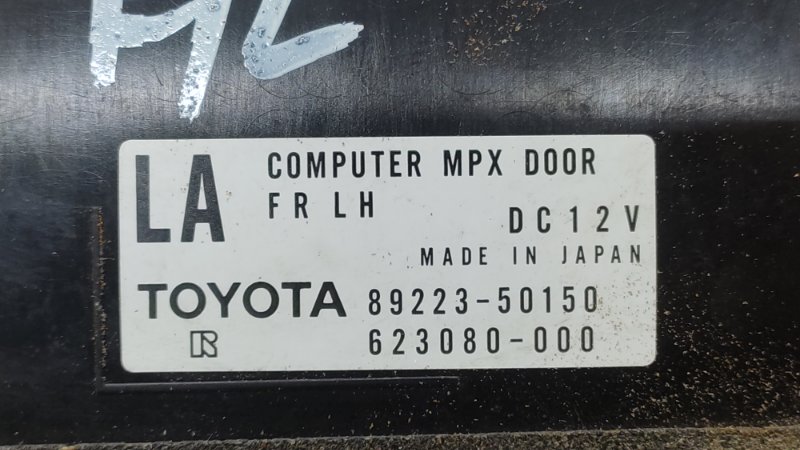 LA
COMPUTER MPX DOOR
FR LH
DC12V
MADE IN JAPAN
TOYOTA 89223-50150
R 623080-000